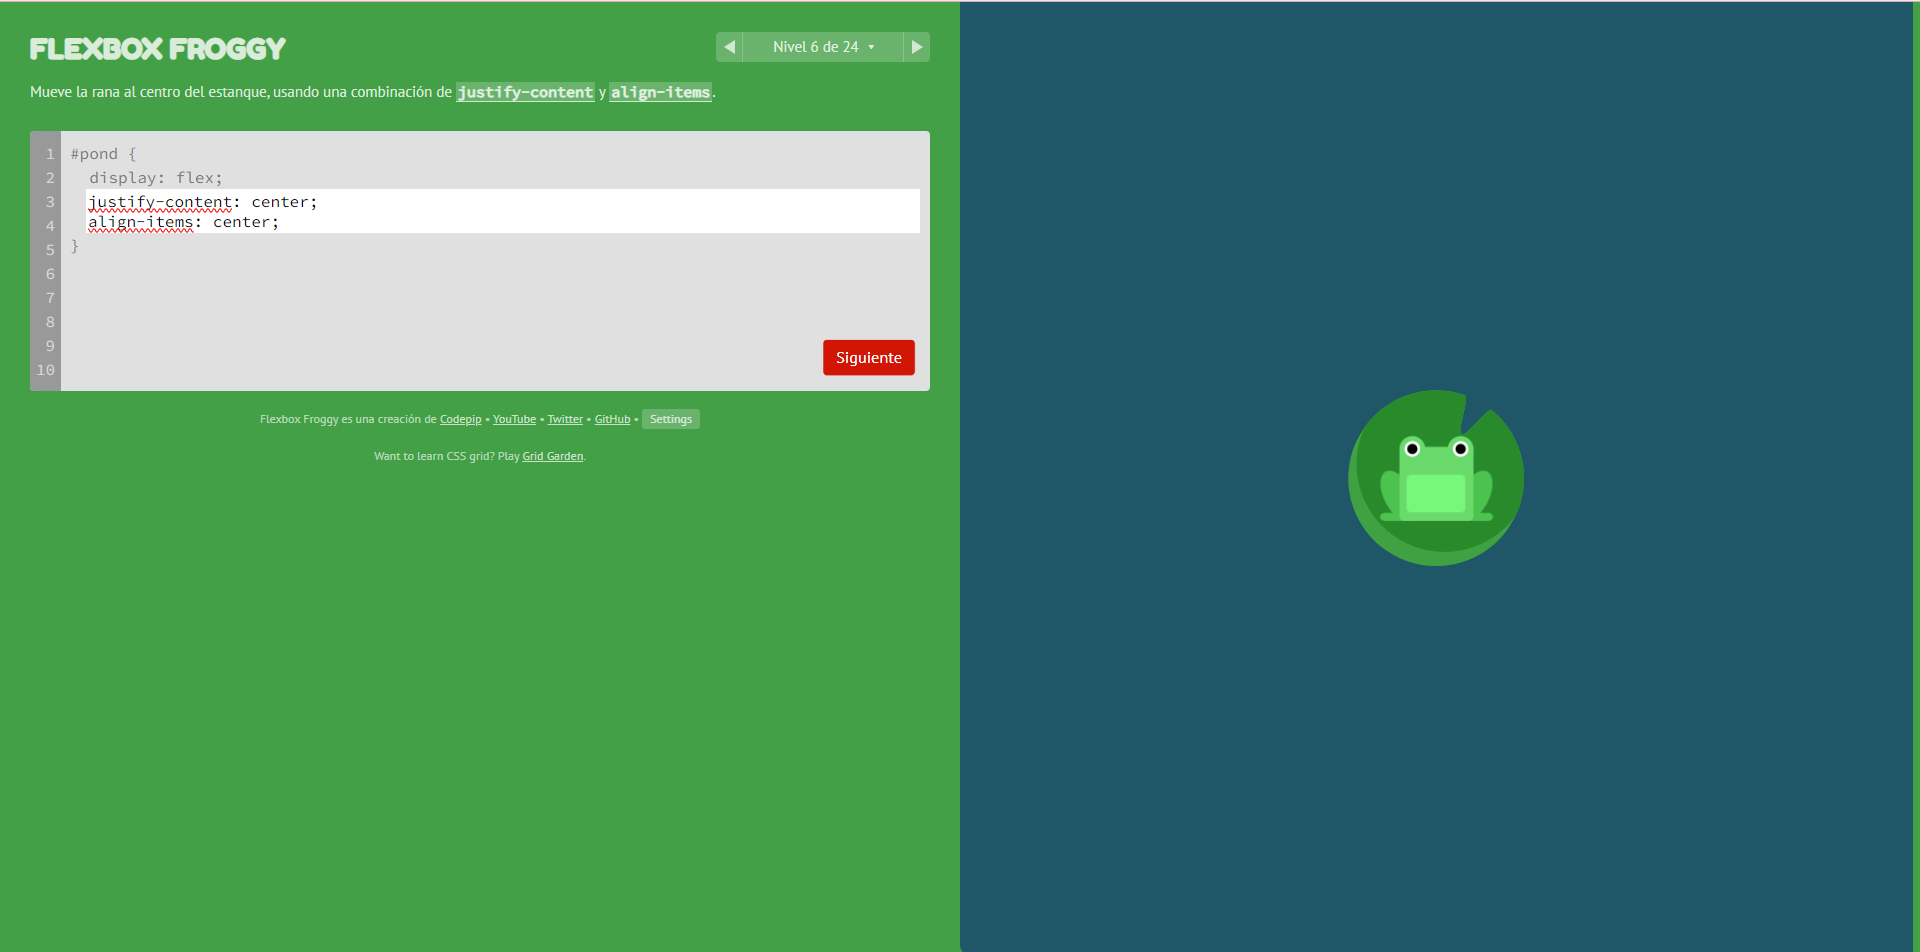 FLEXBOX FROGGY
Nivel 6 de 24
Mueve la rana al centro del estanque, usando una combinación de justify-content y align-items.
1 #pond {
2 display: flex;
3 justify-content: center;
4 align-items: center;
5 }
6
7
8
9
10
Siguiente
Flexbox Froggy es una creación de Codepip • YouTube • Twitter • GitHub • Settings
Want to learn CSS grid? Play Grid Garden.